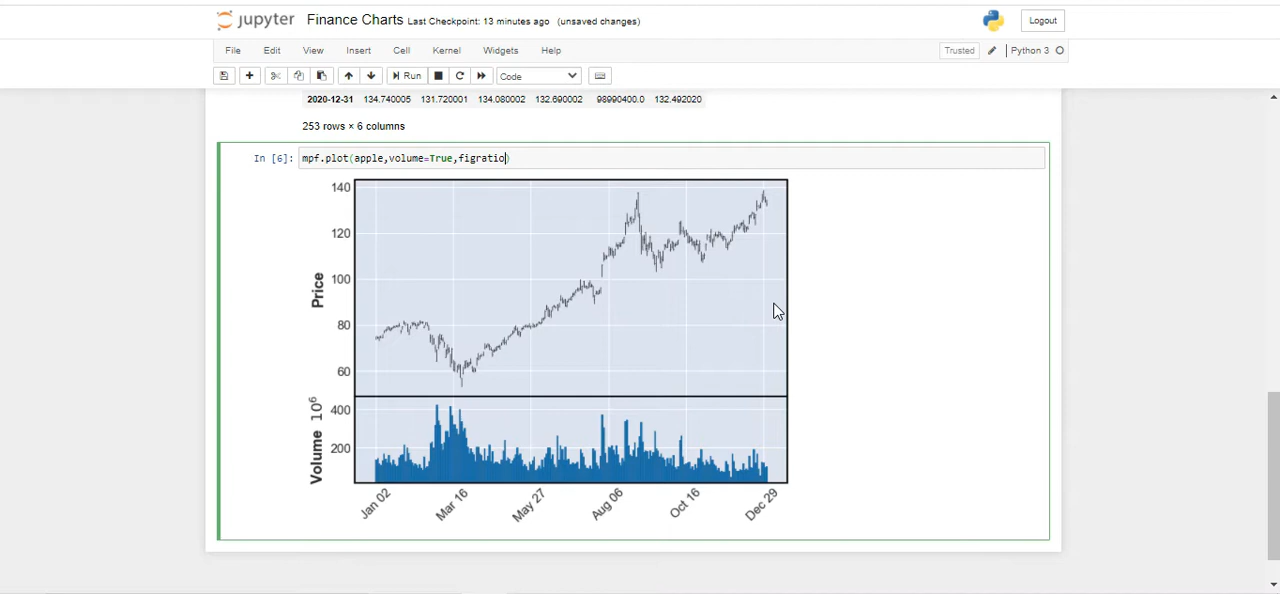 jupyter Finance Charts Last Checkpoint: 13 minutes ago (unsaved changes) Logout
File Edit View Insert Cell Kernel Widgets Help Trusted Python 3
Run Code
2020-12-31 134.740005 131.720001 134.080002 132.690002 98990400.0 132.492020
253 rows × 6 columns
In [6]: mpf.plot(apple,volume=True,figratio)
140
120
100
80
60
Price
400
200
Volume 10^6
Jan 02 Mar 16 May 27 Aug 06 Oct 16 Dec 29